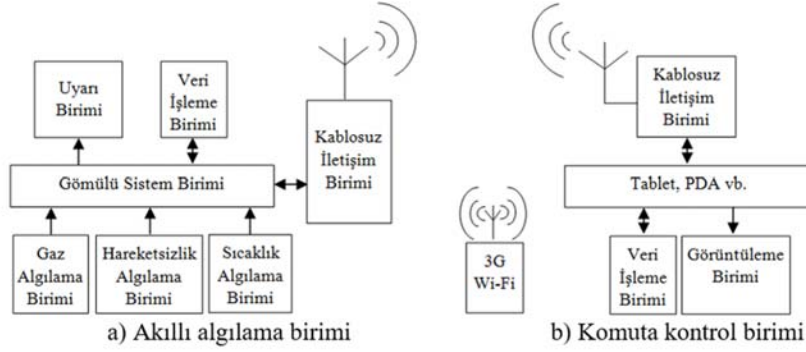 Uyarı
Birimi
Veri
İşleme
Birimi
Kablosuz
İletişim
Birimi
Gömülü Sistem Birimi
Gaz
Algılama
Birimi
Hareketsizlik
Algılama
Birimi
Sıcaklık
Algılama
Birimi
a) Akıllı algılama birimi
Kablosuz
İletişim
Birimi
Tablet, PDA vb.
3G
Wi-Fi
Veri
İşleme
Birimi
Görüntüleme
Birimi
b) Komuta kontrol birimi